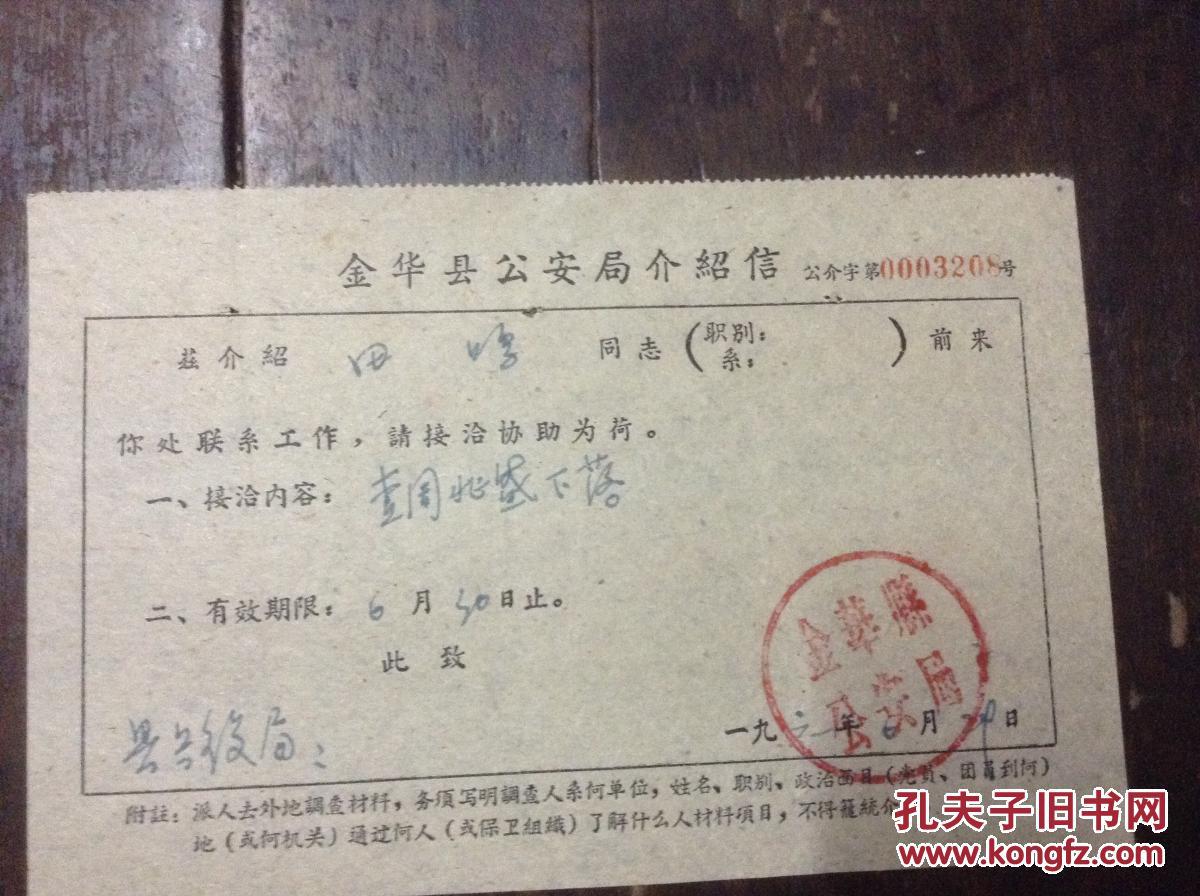 金华县公安局介紹信 公介字第0003208号
茲介紹 田 同志(职别: 系:)前来
你处联系工作,請接洽协助为荷。
一、接洽内容: 查周 下落
二、有效期限: 6月30日止。
此致
县 局:
一九六 年6月 日
金華縣
公安局
附註:派人去外地調查材料,务須写明調查人系何单位,姓名、职别、政治面目(党員、团員到何)
地(或何机关)通过何人(或保卫組織)了解什么人材料項目,不得籠統介
孔夫子旧书网
www.kongfz.com